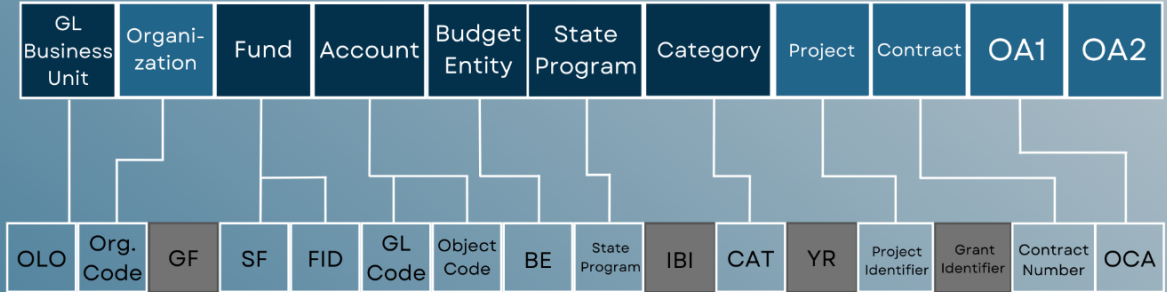 GL
Business
Unit
Organi-
zation
Fund
Account
Budget
Entity
State
Program
Category
Project
Contract
OA1
OA2
OLO
Org.
Code
GF
SF
FID
GL
Code
Object
Code
BE
State
Program
IBI
CAT
YR
Project
Identifier
Grant
Identifier
Contract
Number
OCA